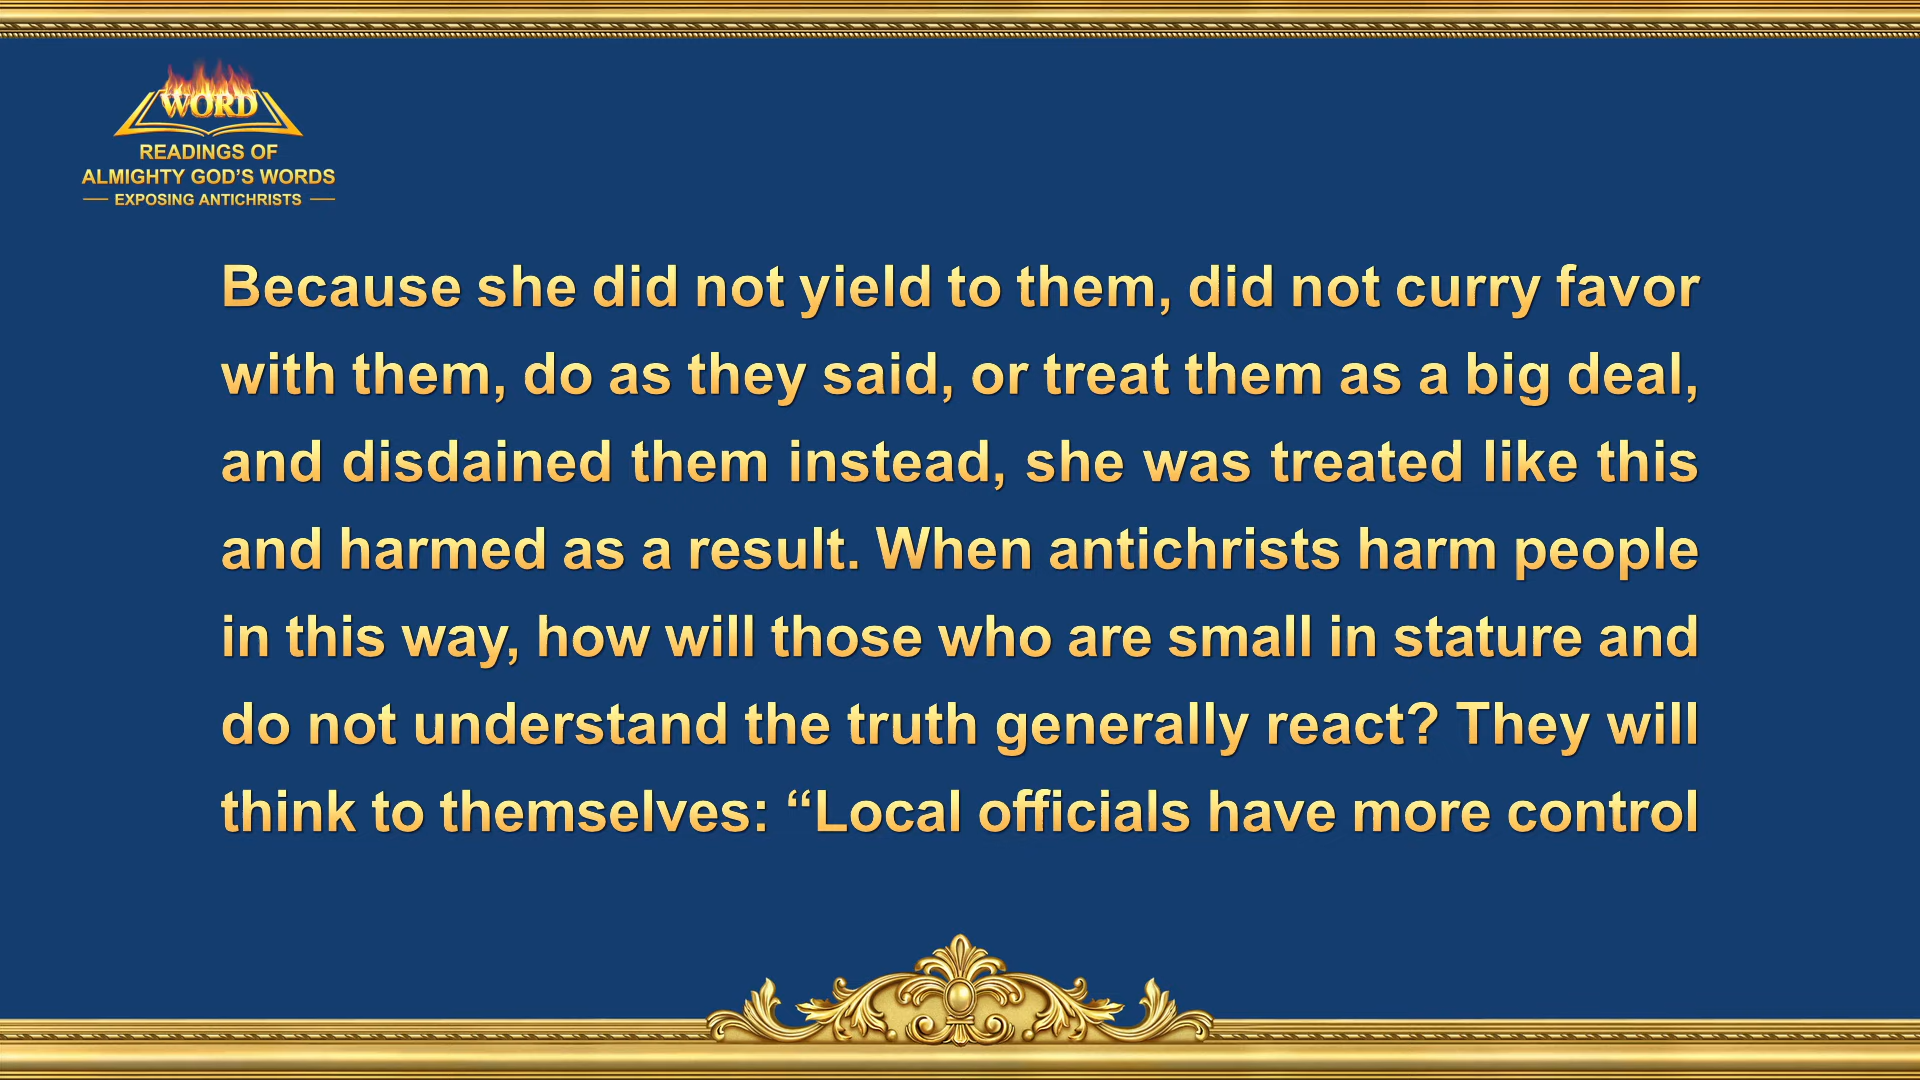 WORD
READINGS OF
ALMIGHTY GOD’S WORDS
EXPOSING ANTICHRISTS
Because she did not yield to them, did not curry favor
with them, do as they said, or treat them as a big deal,
and disdained them instead, she was treated like this
and harmed as a result. When antichrists harm people
in this way, how will those who are small in stature and
do not understand the truth generally react? They will
think to themselves: “Local officials have more control